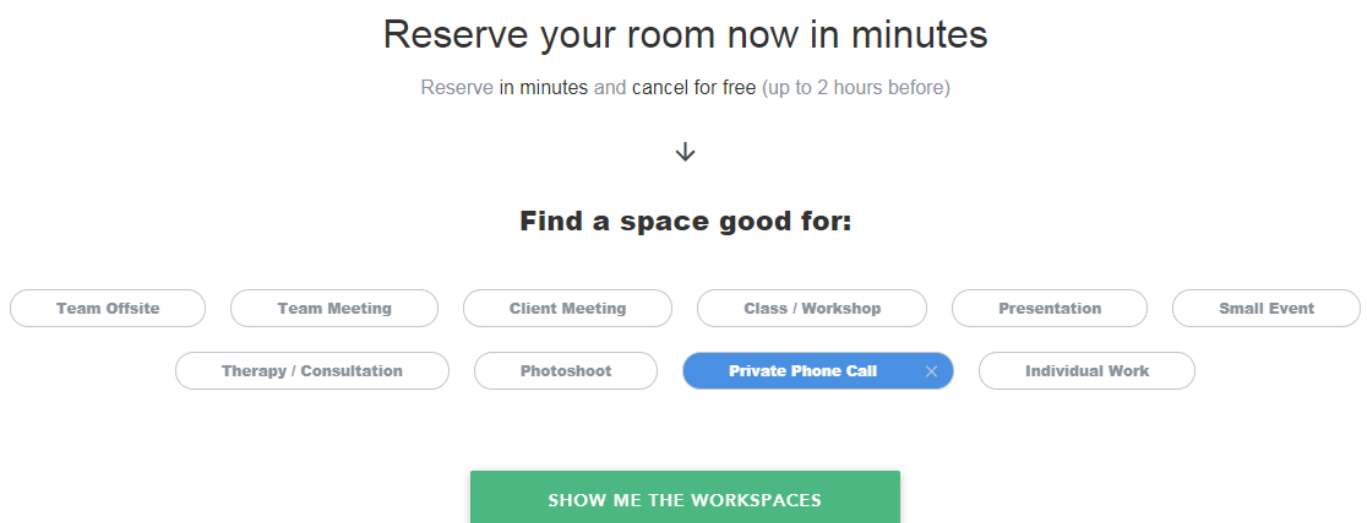 Reserve your room now in minutes
Reserve in minutes and cancel for free (up to 2 hours before)
Find a space good for:
Team Offsite Team Meeting Client Meeting Class / Workshop Presentation Small Event
Therapy / Consultation Photoshoot Private Phone Call Individual Work
SHOW ME THE WORKSPACES